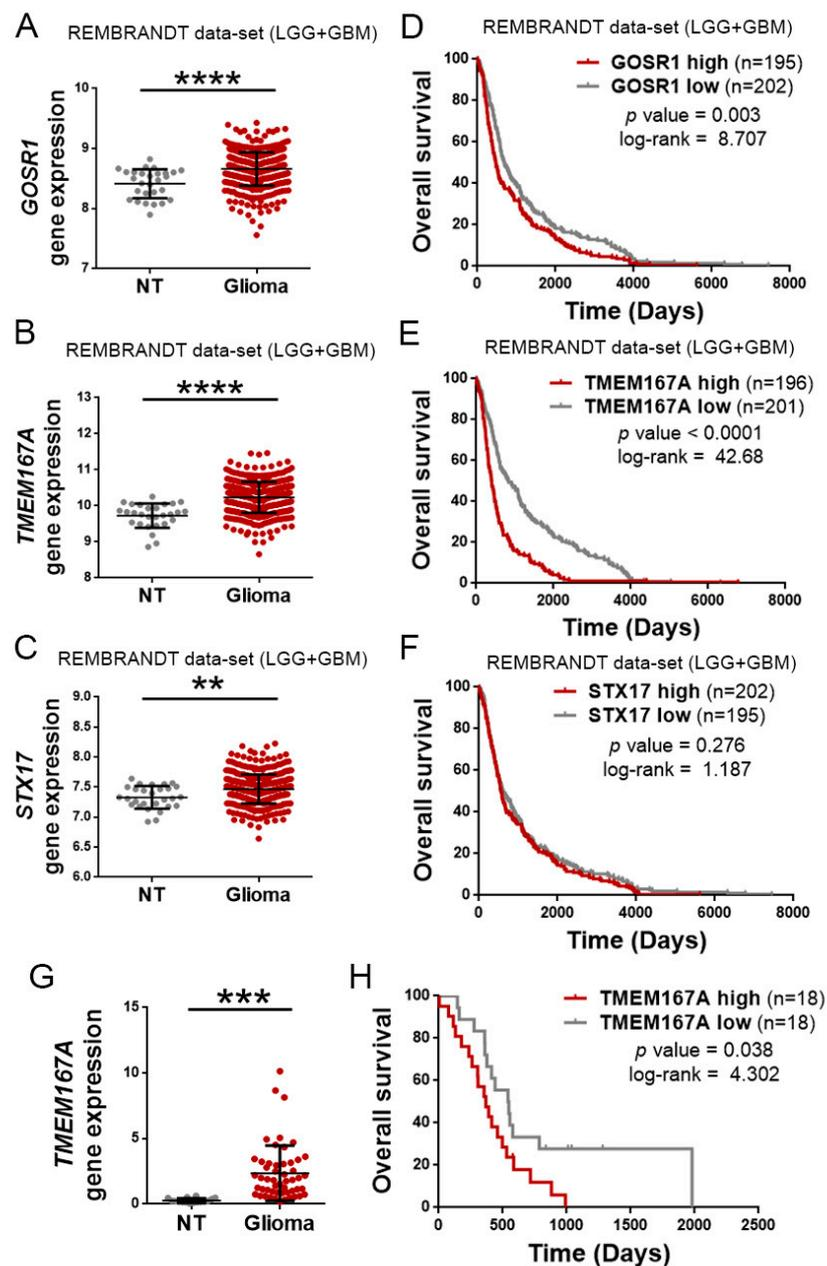 A
REMBRANDT data-set (LGG+GBM)
****
10
9
8
7
GOSR1
gene expression
NT
Glioma
D
REMBRANDT data-set (LGG+GBM)
GOSR1 high (n=195)
GOSR1 low (n=202)
p value = 0.003
log-rank = 8.707
100
80
60
40
20
0
Overall survival
0 2000 4000 6000 8000
Time (Days)
B
REMBRANDT data-set (LGG+GBM)
****
13
12
11
10
9
8
TMEM167A
gene expression
NT
Glioma
E
REMBRANDT data-set (LGG+GBM)
TMEM167A high (n=196)
TMEM167A low (n=201)
p value < 0.0001
log-rank = 42.68
100
80
60
40
20
0
Overall survival
0 2000 4000 6000 8000
Time (Days)
C
REMBRANDT data-set (LGG+GBM)
**
9.0
8.5
8.0
7.5
7.0
6.5
6.0
STX17
gene expression
NT
Glioma
F
REMBRANDT data-set (LGG+GBM)
STX17 high (n=202)
STX17 low (n=195)
p value = 0.276
log-rank = 1.187
100
80
60
40
20
0
Overall survival
0 2000 4000 6000 8000
Time (Days)
G
***
15
10
5
0
TMEM167A
gene expression
NT
Glioma
H
TMEM167A high (n=18)
TMEM167A low (n=18)
p value = 0.038
log-rank = 4.302
100
80
60
40
20
0
Overall survival
0 500 1000 1500 2000 2500
Time (Days)